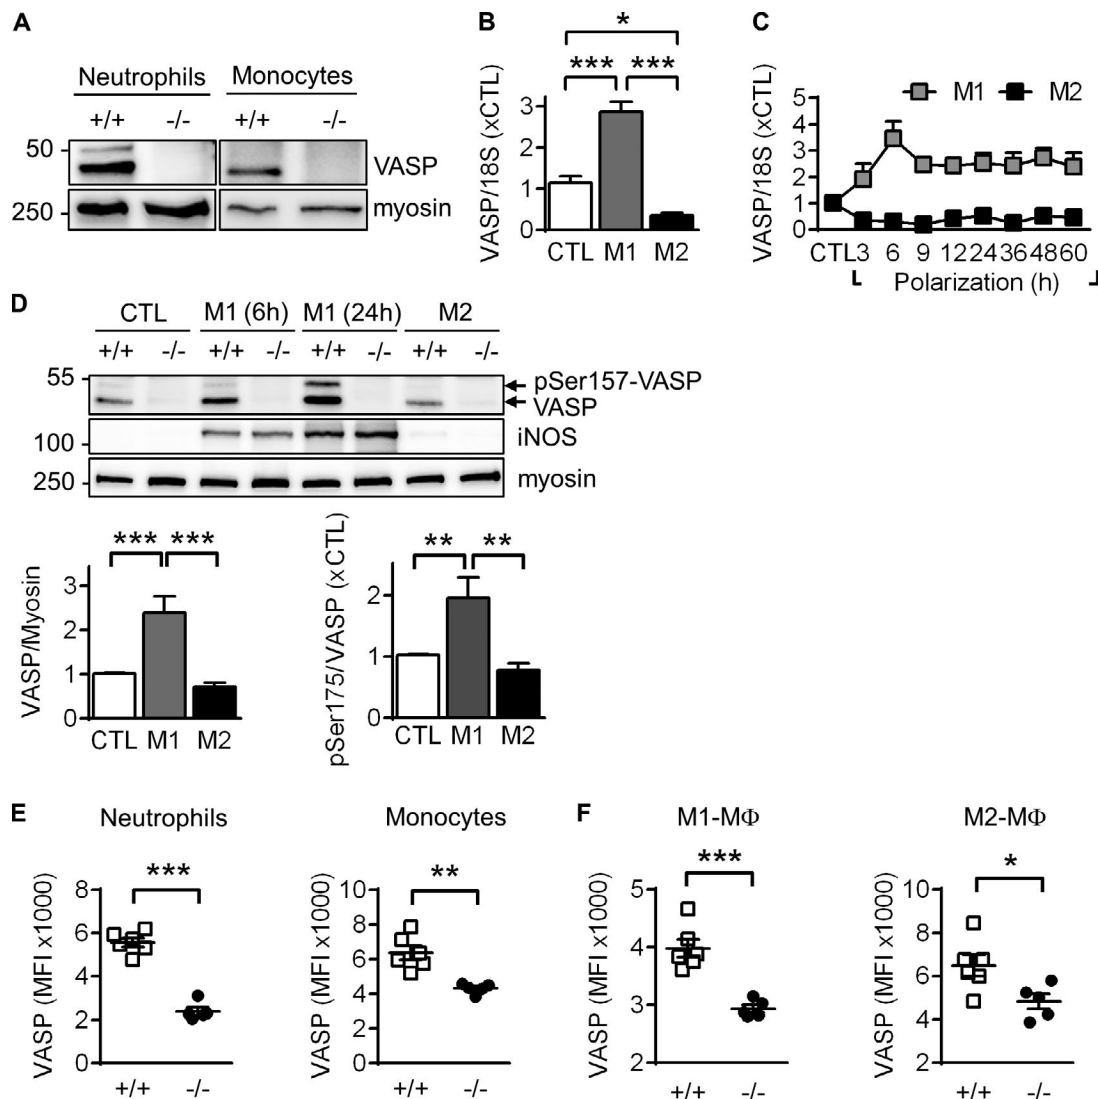 A
Neutrophils Monocytes
+/+ -/- +/+ -/-
50
VASP
250
myosin
B
*
*** ***
VASP/18S (xCTL)
3
2
1
0
CTL M1 M2
C
M1 M2
VASP/18S (xCTL)
5
4
3
2
1
0
CTL 3 6 9 12 24 36 48 60
Polarization (h)
D
CTL M1 (6h) M1 (24h) M2
+/+ -/- +/+ -/- +/+ -/- +/+ -/-
55
pSer157-VASP
VASP
100
iNOS
250
myosin
*** ***
VASP/Myosin
3
2
1
0
CTL M1 M2
** **
pSer175/VASP (xCTL)
2
1
0
CTL M1 M2
E
Neutrophils
***
VASP (MFI x1000)
8
6
4
2
0
+/+ -/-
Monocytes
**
VASP (MFI x1000)
10
8
6
4
2
0
+/+ -/-
F
M1-MΦ
***
VASP (MFI x1000)
5
4
3
2
+/+ -/-
M2-MΦ
*
VASP (MFI x1000)
10
8
6
4
2
+/+ -/-